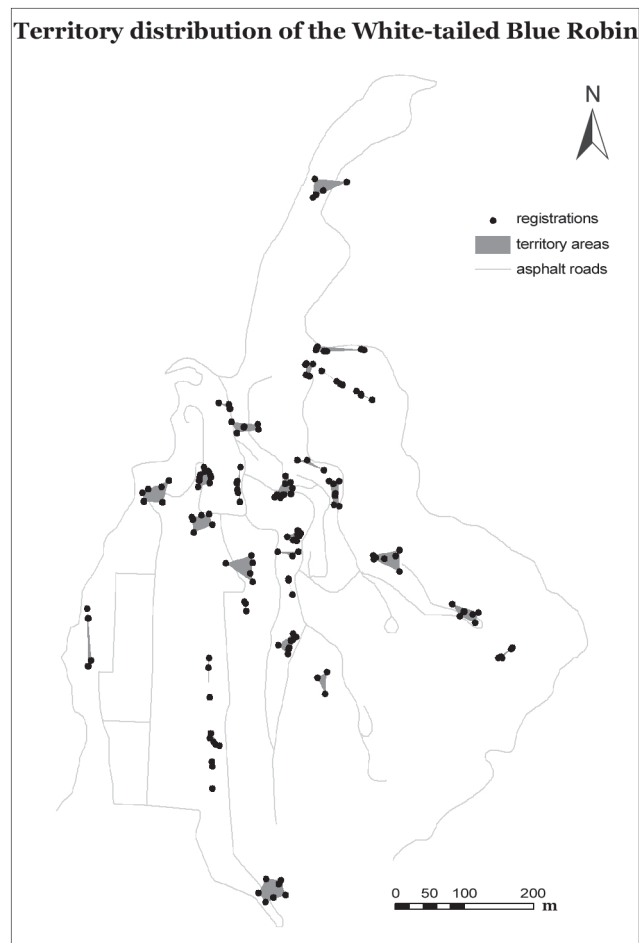 Territory distribution of the White-tailed Blue Robin
N
registrations
territory areas
asphalt roads
0 50 100 200
m